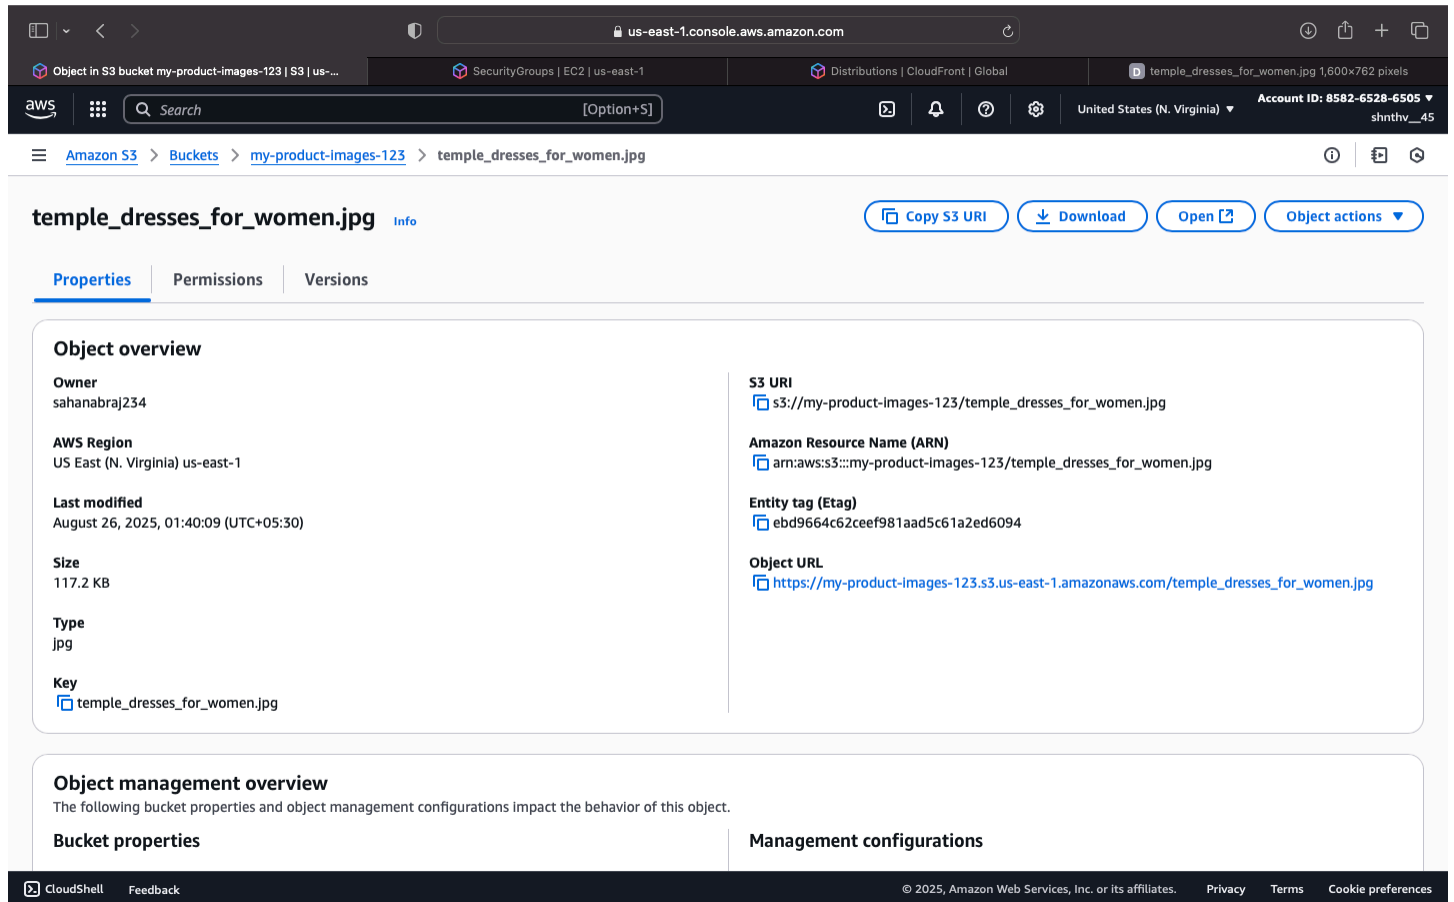 us-east-1.console.aws.amazon.com
Object in S3 bucket my-product-images-123 | S3 | us-...
SecurityGroups | EC2 | us-east-1
Distributions | CloudFront | Global
D temple_dresses_for_women.jpg 1,600×762 pixels
aws
Search
[Option+S]
United States (N. Virginia)
Account ID: 8582-6528-6505
shnthv__45
Amazon S3
Buckets
my-product-images-123
temple_dresses_for_women.jpg
temple_dresses_for_women.jpg Info
Copy S3 URI
Download
Open
Object actions
Properties
Permissions
Versions
Object overview
Owner
sahanabraj234
AWS Region
US East (N. Virginia) us-east-1
Last modified
August 26, 2025, 01:40:09 (UTC+05:30)
Size
117.2 KB
Type
jpg
Key
temple_dresses_for_women.jpg
S3 URI
s3://my-product-images-123/temple_dresses_for_women.jpg
Amazon Resource Name (ARN)
arn:aws:s3:::my-product-images-123/temple_dresses_for_women.jpg
Entity tag (Etag)
ebd9664c62ceef981aad5c61a2ed6094
Object URL
https://my-product-images-123.s3.us-east-1.amazonaws.com/temple_dresses_for_women.jpg
Object management overview
The following bucket properties and object management configurations impact the behavior of this object.
Bucket properties
Management configurations
CloudShell
Feedback
© 2025, Amazon Web Services, Inc. or its affiliates.
Privacy
Terms
Cookie preferences